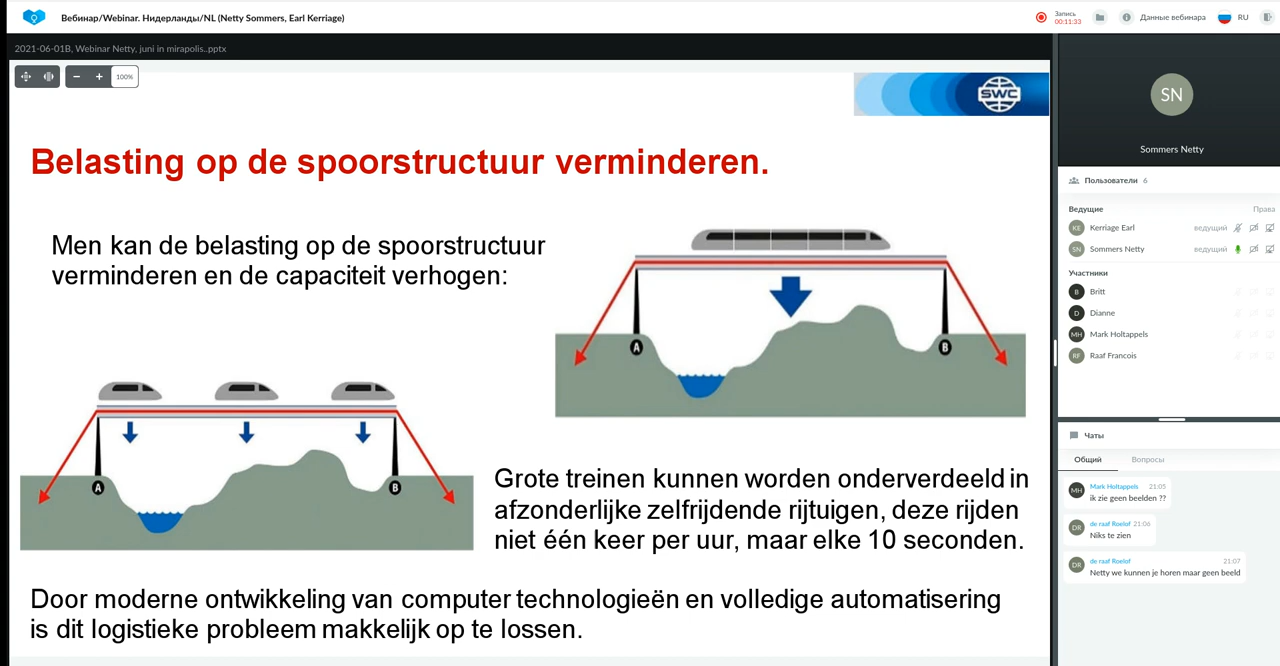 Вебинар/Webinar. Нидерланды/NL (Netty Sommers, Earl Kerriage)
Запись
00:11:33
Данные вебинара
RU
2021-06-01B, Webinar Netty, juni in mirapolis..pptx
100%
SWC
Belasting op de spoorstructuur verminderen.
Men kan de belasting op de spoorstructuur
verminderen en de capaciteit verhogen:
A
B
A
B
Grote treinen kunnen worden onderverdeeld in
afzonderlijke zelfrijdende rijtuigen, deze rijden
niet één keer per uur, maar elke 10 seconden.
Door moderne ontwikkeling van computer technologieën en volledige automatisering
is dit logistieke probleem makkelijk op te lossen.
SN
Sommers Netty
Пользователи 6
Ведущие Права
KE Kerriage Earl ведущий
SN Sommers Netty ведущий
Участники
B Britt
D Dianne
MH Mark Holtappels
RF Raaf Francois
Чаты
Общий Вопросы
MH Mark Holtappels 21:05
ik zie geen beelden ??
DR de raaf Roelof 21:06
Niks te zien
DR de raaf Roelof 21:07
Netty we kunnen je horen maar geen beeld